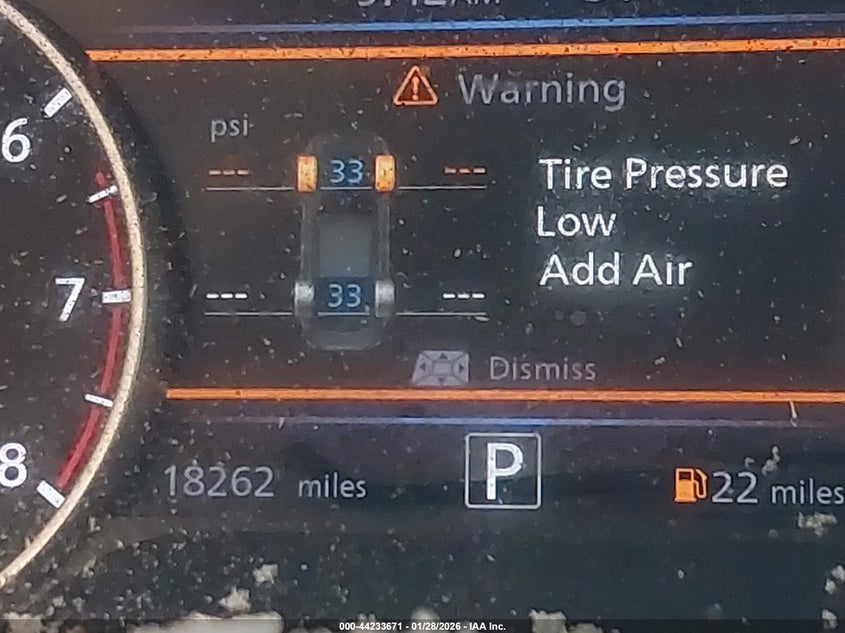 Warning
psi
6
--- 33 ---
Tire Pressure
Low
Add Air
7
--- 33 ---
Dismiss
8
P
18262 miles
22 miles
000-44233671 - 01/28/2026 - IAA Inc.